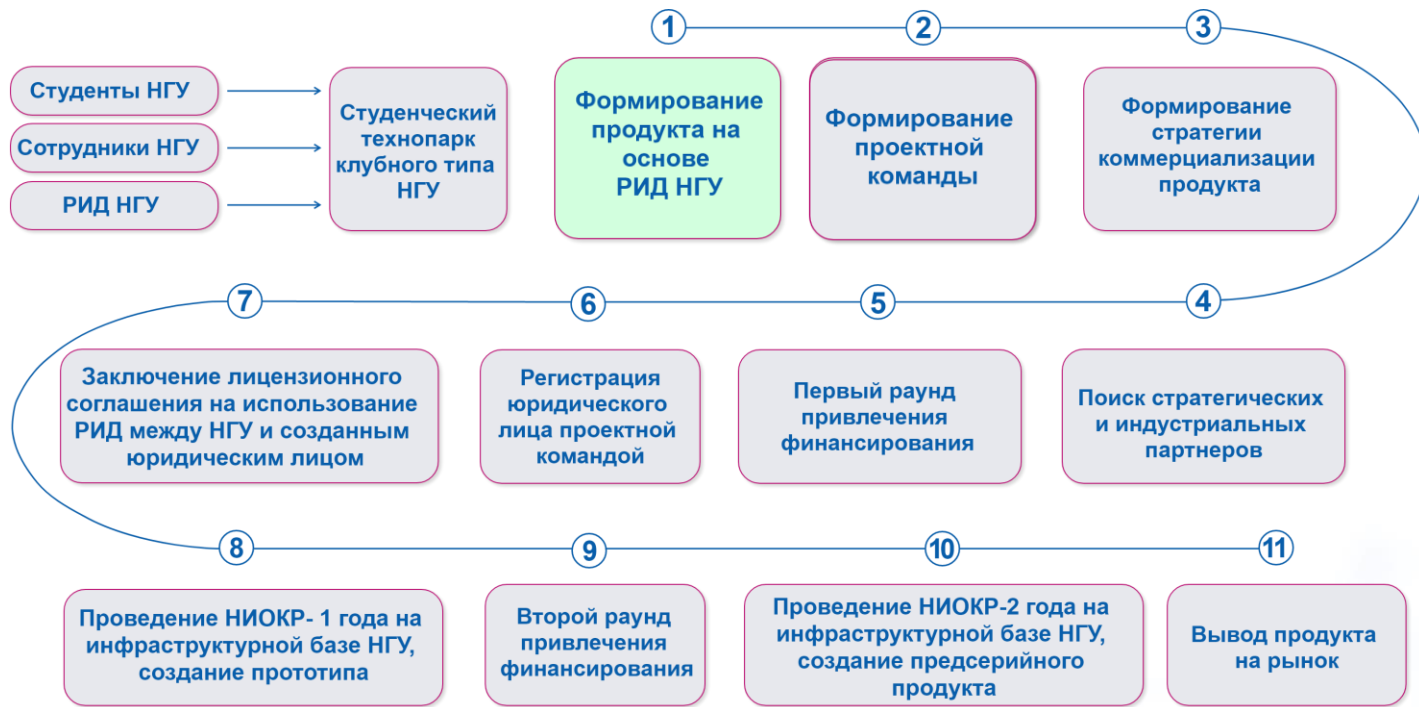 Студенты НГУ
Сотрудники НГУ
РИД НГУ
Студенческий
технопарк
клубного типа
НГУ
1
Формирование
продукта на
основе
РИД НГУ
2
Формирование
проектной
команды
3
Формирование
стратегии
коммерциализации
продукта
4
Поиск стратегических
и индустриальных
партнеров
5
Первый раунд
привлечения
финансирования
6
Регистрация
юридического
лица проектной
командой
7
Заключение лицензионного
соглашения на использование
РИД между НГУ и созданным
юридическим лицом
8
Проведение НИОКР- 1 года на
инфраструктурной базе НГУ,
создание прототипа
9
Второй раунд
привлечения
финансирования
10
Проведение НИОКР-2 года на
инфраструктурной базе НГУ,
создание предсерийного
продукта
11
Вывод продукта
на рынок